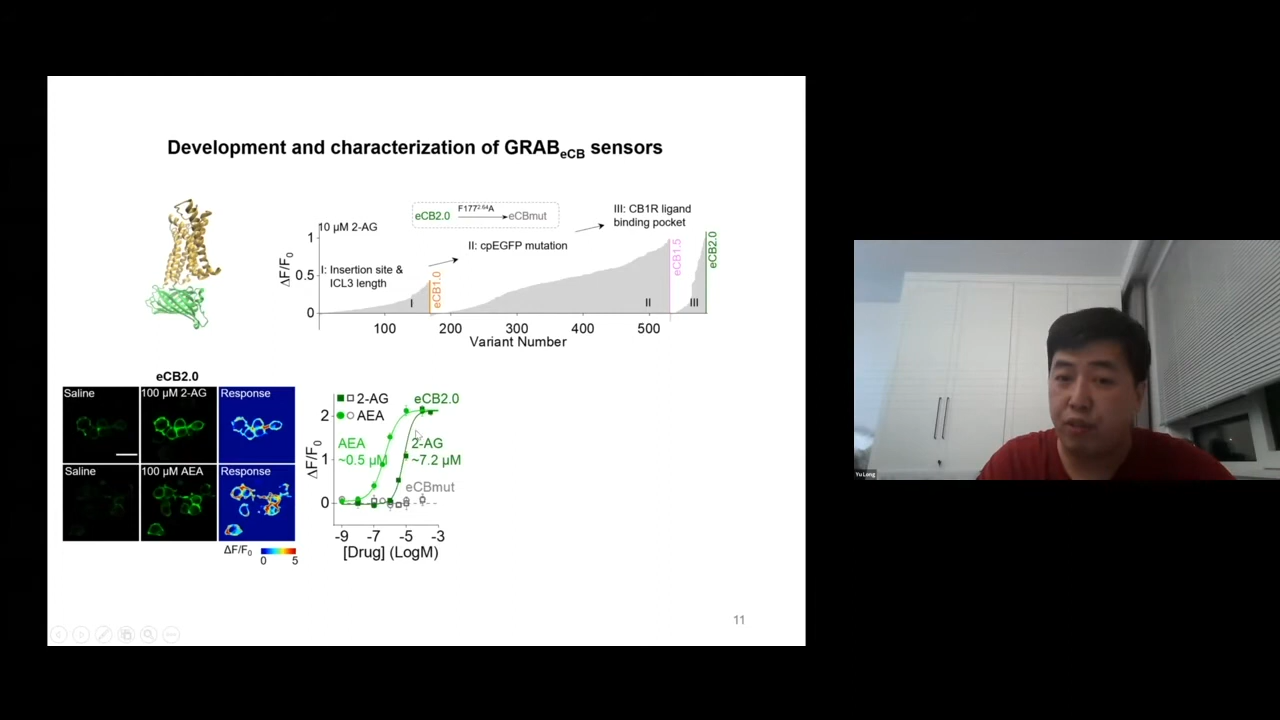 Development and characterization of GRABeCB sensors
10 µM 2-AG
eCB2.0 F177²·⁶⁴A eCBmut
III: CB1R ligand
binding pocket
II: cpEGFP mutation
I: Insertion site &
ICL3 length
eCB1.0
eCB1.5
eCB2.0
ΔF/F0
1
0.5
0
I
II
III
100 200 300 400 500
Variant Number
eCB2.0
Saline 100 µM 2-AG Response
Saline 100 µM AEA Response
ΔF/F0
0 5
2-AG
AEA
eCB2.0
AEA
~0.5 µM
2-AG
~7.2 µM
eCBmut
ΔF/F0
2
1
0
-9 -7 -5 -3
[Drug] (LogM)
11
Yu Long